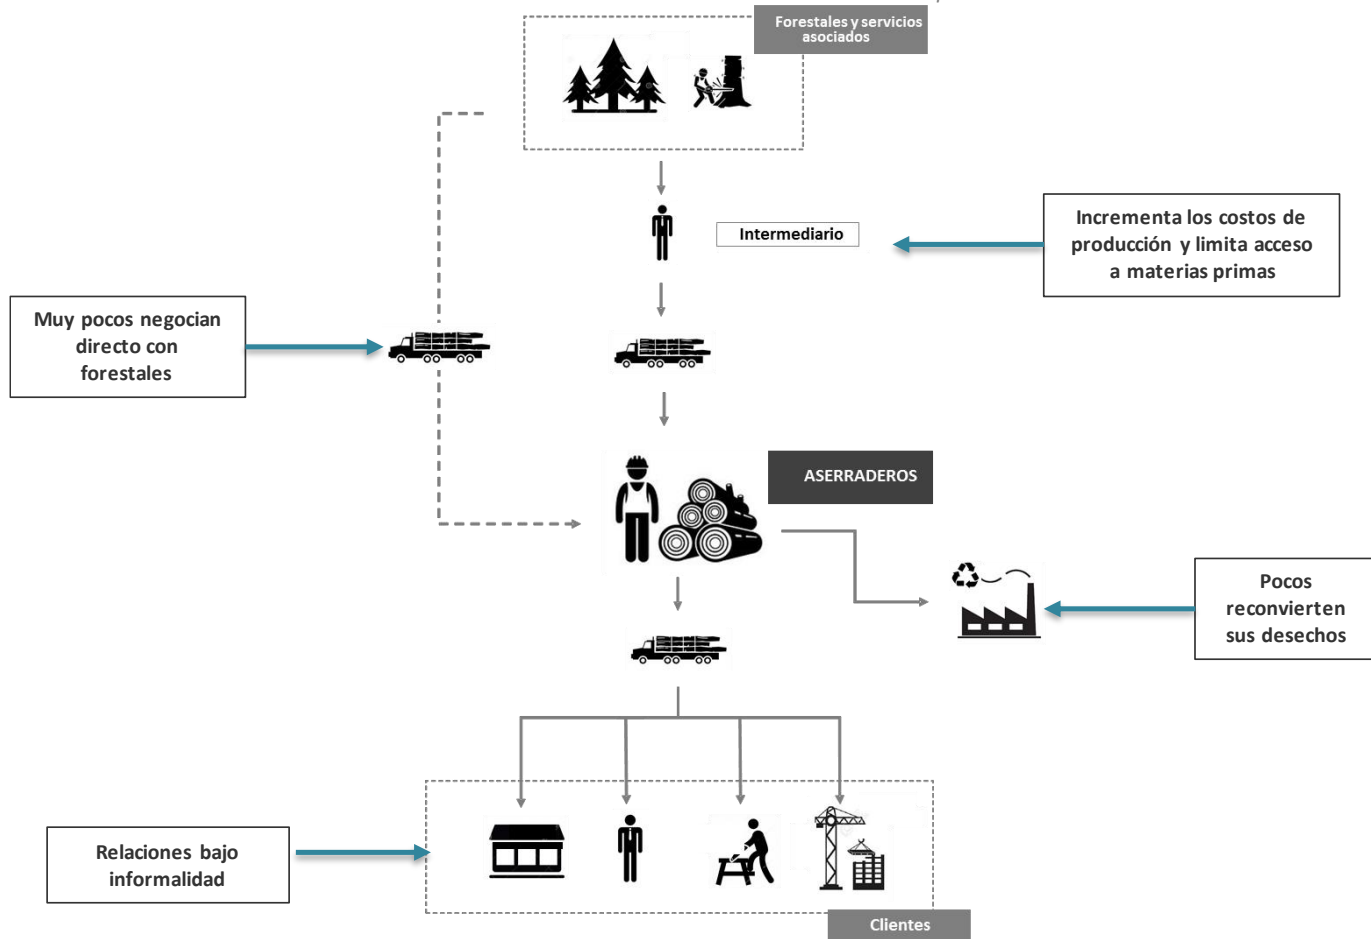 Forestales y servicios
asociados
Intermediario
Incrementa los costos de
producción y limita acceso
a materias primas
Muy pocos negocian
directo con
forestales
ASERRADEROS
Pocos
reconvierten
sus desechos
Relaciones bajo
informalidad
Clientes